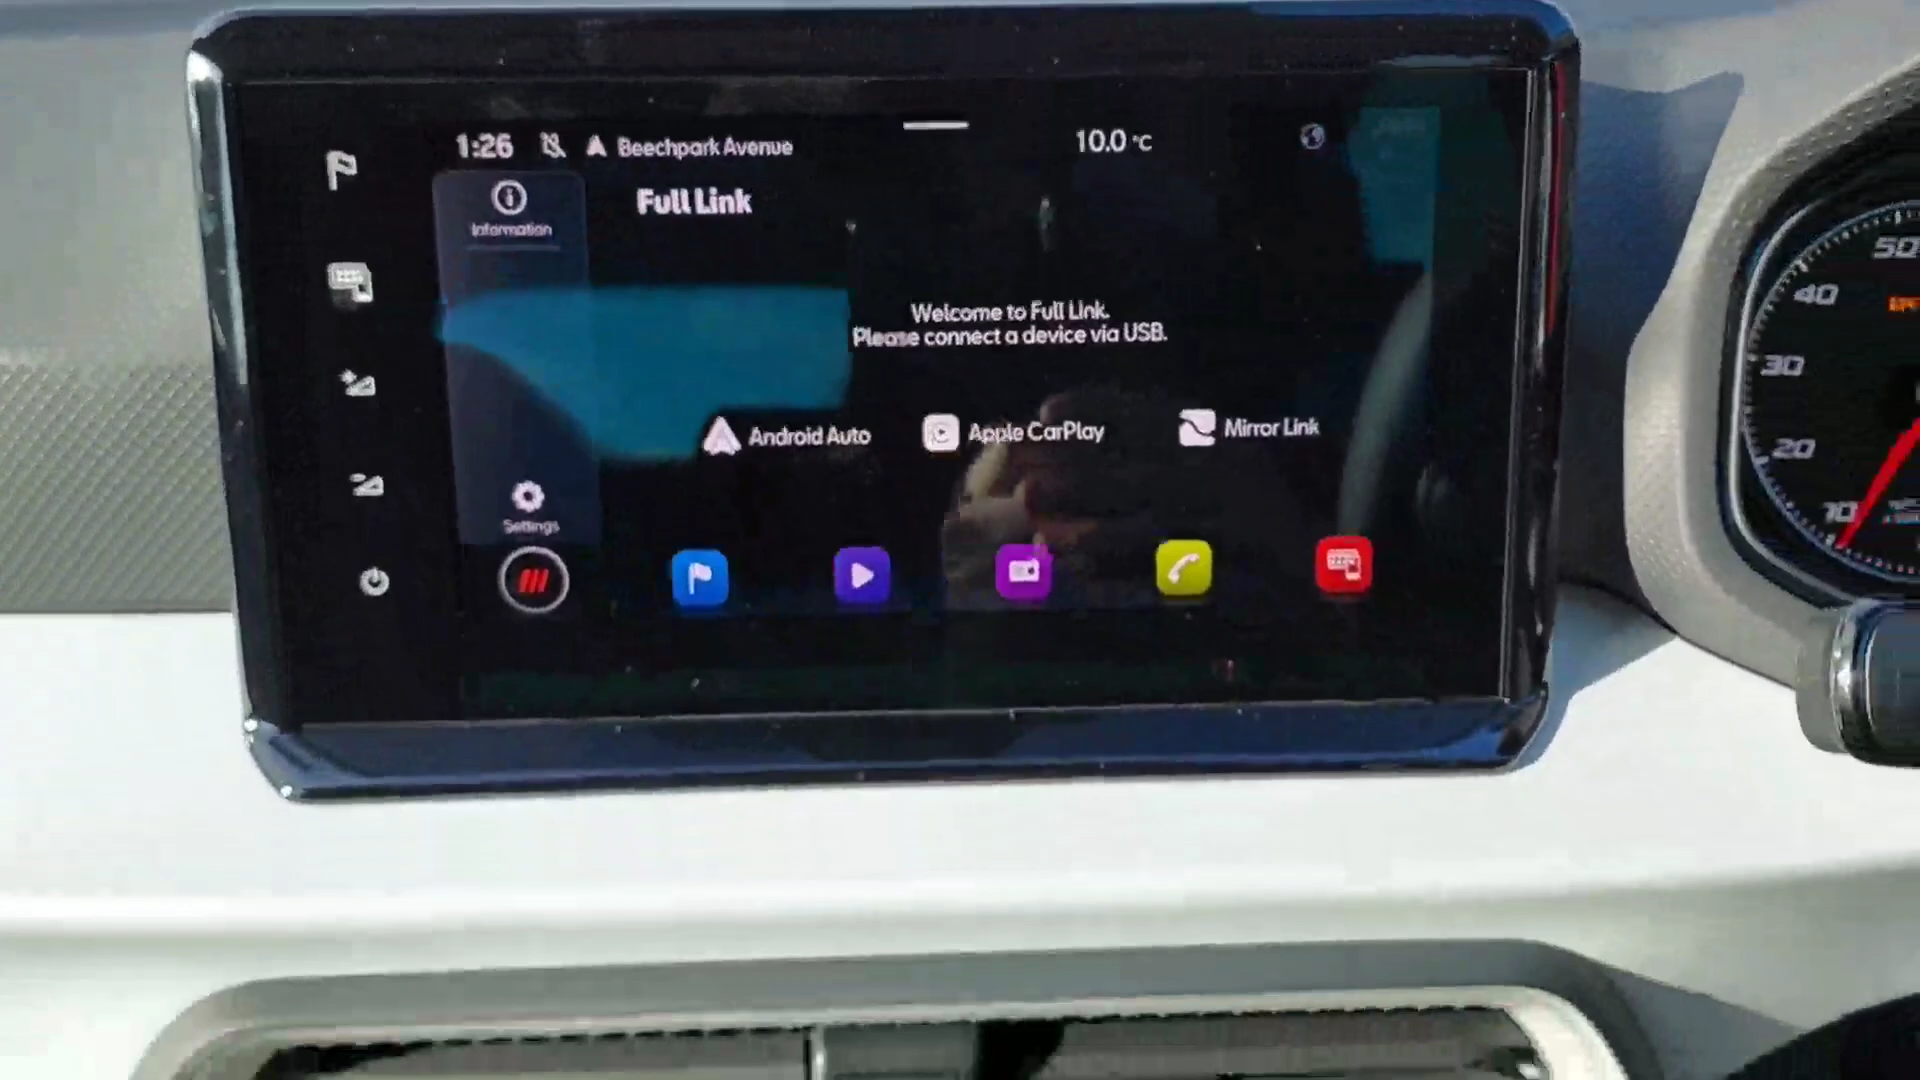 1:26 Beechpark Avenue 10.0 °C
Information
Full Link
Welcome to Full Link.
Please connect a device via USB.
Android Auto Apple CarPlay Mirror Link
Settings
50
40
30
20
10